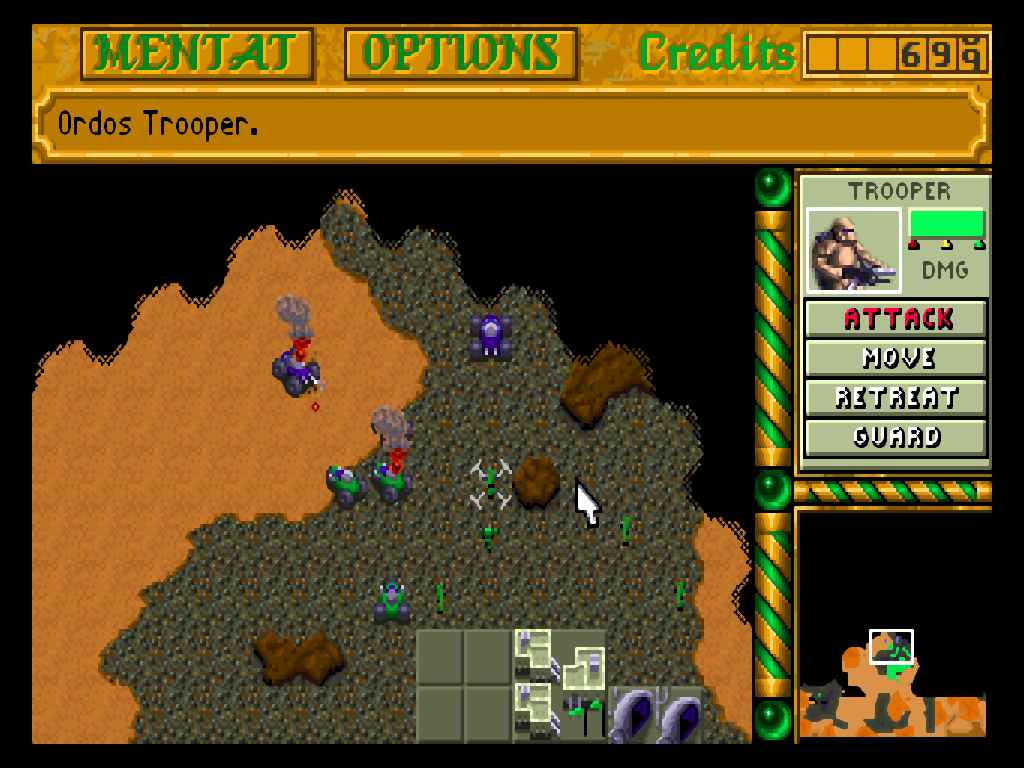 MENTAT OPTIONS Credits 699
Ordos Trooper.
TROOPER
DMG
ATTACK
MOVE
RETREAT
GUARD